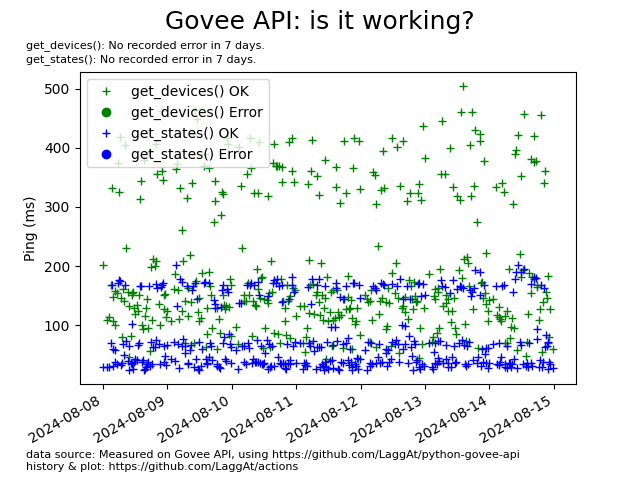 Govee API: is it working?
get_devices(): No recorded error in 7 days.
get_states(): No recorded error in 7 days.
get_devices() OK
get_devices() Error
get_states() OK
get_states() Error
Ping (ms)
500
400
300
200
100
2024-08-08
2024-08-09
2024-08-10
2024-08-11
2024-08-12
2024-08-13
2024-08-14
2024-08-15
data source: Measured on Govee API, using https://github.com/LaggAt/python-govee-api
history & plot: https://github.com/LaggAt/actions